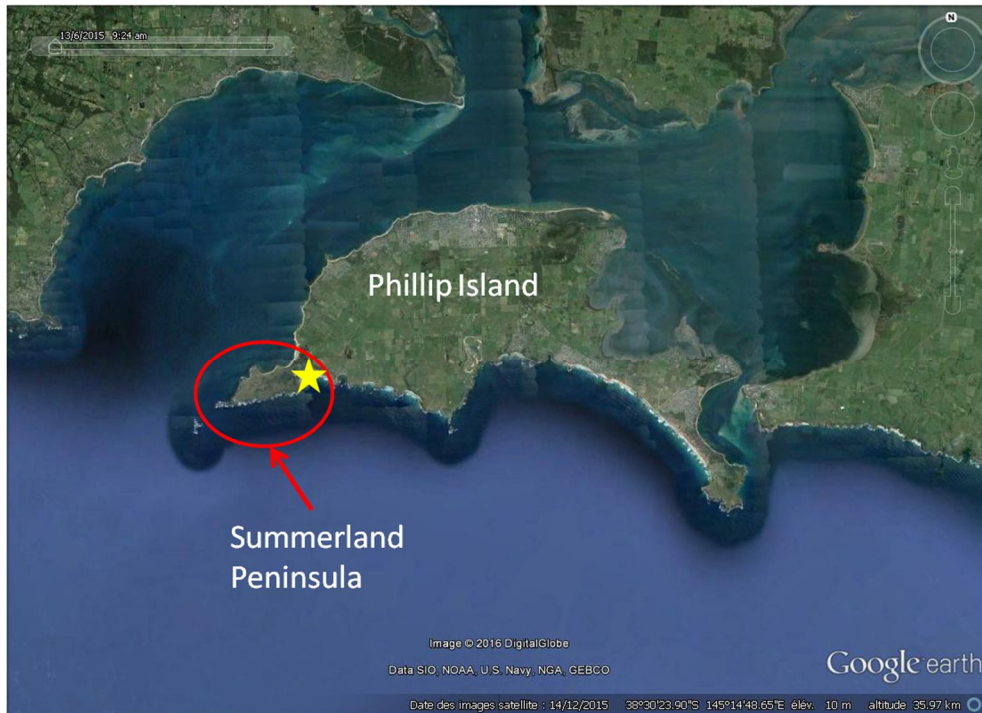 13/6/2015 9:24 am
N
Phillip Island
Summerland
Peninsula
Image © 2016 DigitalGlobe
Data SIO, NOAA, U.S. Navy, NGA, GEBCO
Google earth
Date des images satellite : 14/12/2015 38°30'23.90"S 145°14'48.65"E élév. 10 m altitude 35.97 km